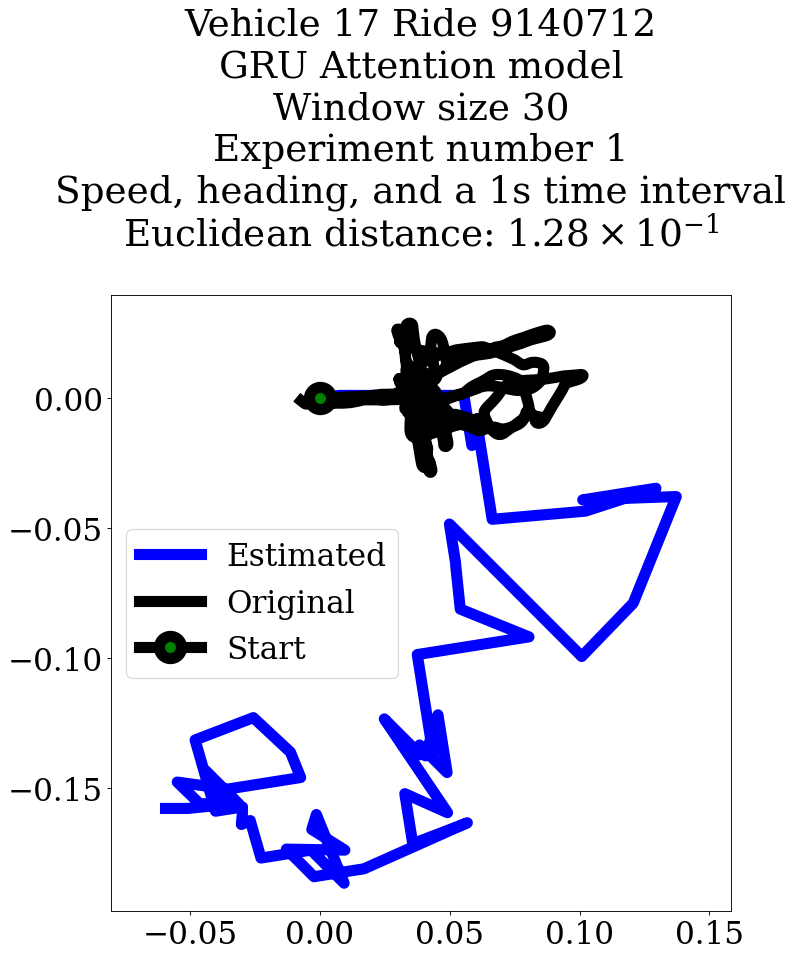 Vehicle 17 Ride 9140712
GRU Attention model
Window size 30
Experiment number 1
Speed, heading, and a 1s time interval
Euclidean distance: 1.28 × 10⁻¹
0.00
−0.05
−0.10
−0.15
Estimated
Original
Start
−0.05 0.00 0.05 0.10 0.15